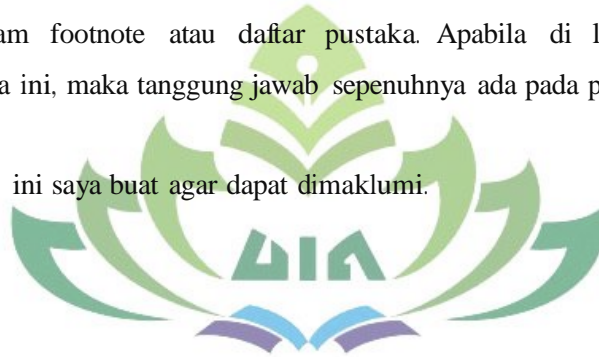 am footnote atau daftar pustaka. Apabila di l
a ini, maka tanggung jawab sepenuhnya ada pada p
ini saya buat agar dapat dimaklumi.
UIN